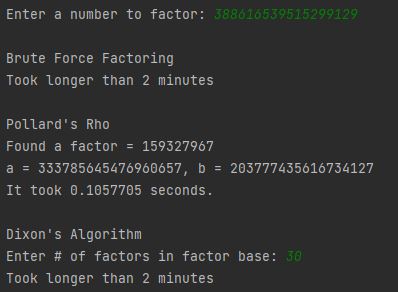 Enter a number to factor: 388616539515299129
Brute Force Factoring
Took longer than 2 minutes
Pollard's Rho
Found a factor = 159327967
a = 333785645476960657, b = 203777435616734127
It took 0.1057705 seconds.
Dixon's Algorithm
Enter # of factors in factor base: 30
Took longer than 2 minutes